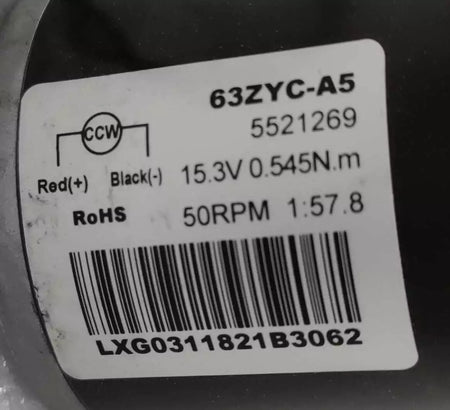 63ZYC-A5
CCW
5521269
Red(+) Black(-) 15.3V 0.545N.m
RoHS 50RPM 1:57.8
LXG0311821B3062